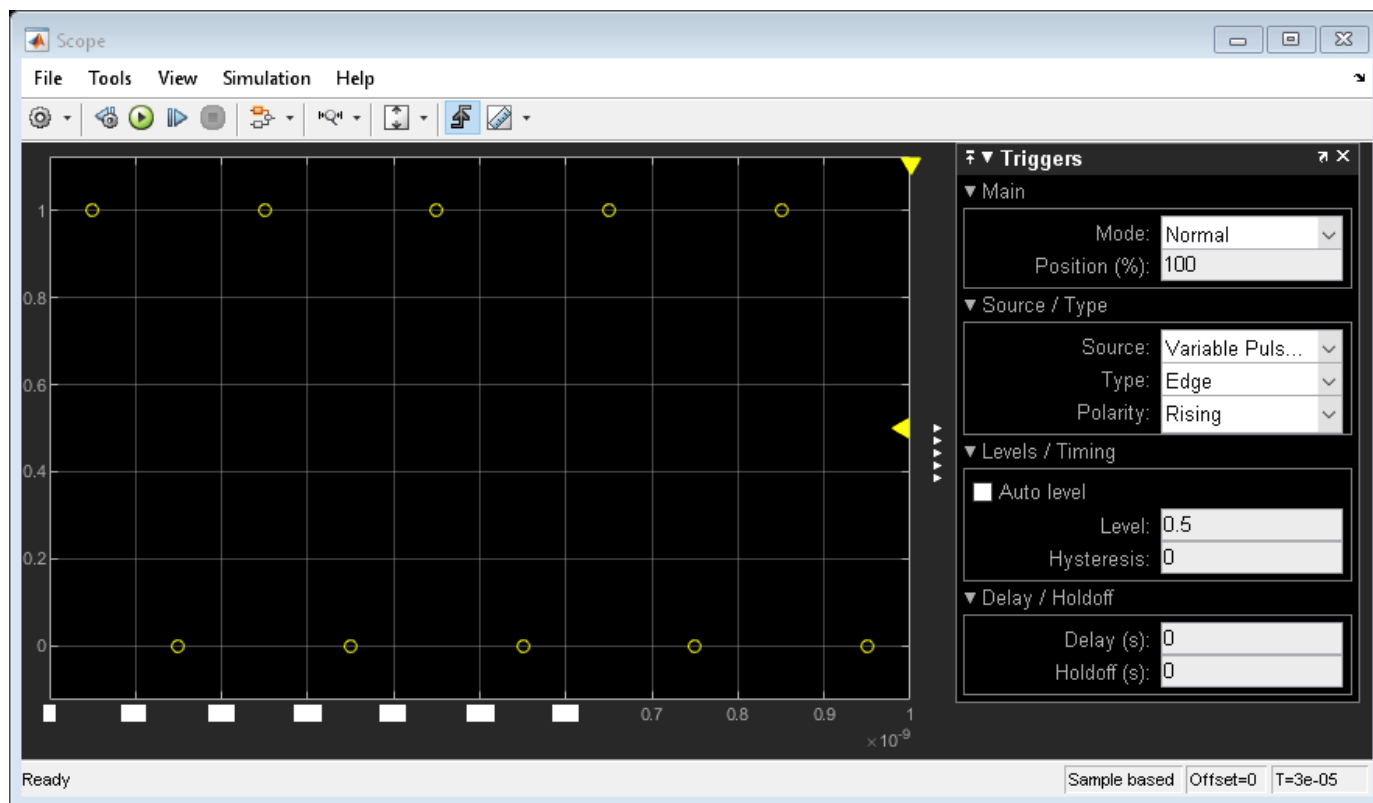 Scope
File Tools View Simulation Help
Triggers
Main
Mode: Normal
Position (%): 100
Source / Type
Source: Variable Puls...
Type: Edge
Polarity: Rising
Levels / Timing
Auto level
Level: 0.5
Hysteresis: 0
Delay / Holdoff
Delay (s): 0
Holdoff (s): 0
1
0.8
0.6
0.4
0.2
0
0.7 0.8 0.9 1
×10⁻⁹
Ready Sample based Offset=0 T=3e-05